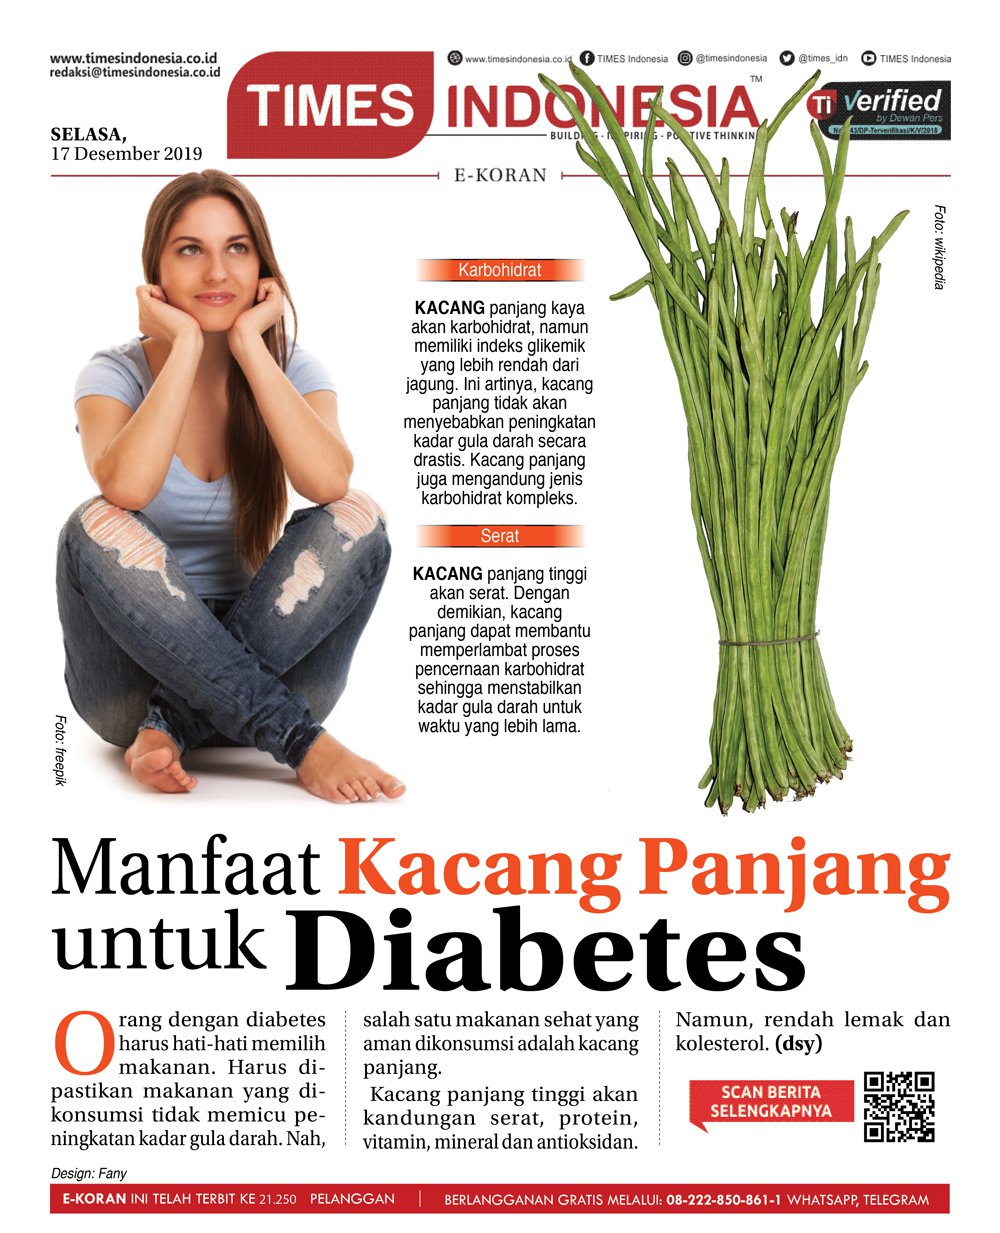 www.timesindonesia.co.id
redaksi@timesindonesia.co.id
SELASA,
17 Desember 2019
www.timesindonesia.co.id TIMES Indonesia @timesindonesia @times_idn TIMES Indonesia
TIMES INDONESIA™
BUILDING - INSPIRING - POSITIVE THINKING
Ti Verified
by Dewan Pers
43/DP-Terverifikasi/K/V/2018
E-KORAN
Foto: wikipedia
Karbohidrat
KACANG panjang kaya
akan karbohidrat, namun
memiliki indeks glikemik
yang lebih rendah dari
jagung. Ini artinya, kacang
panjang tidak akan
menyebabkan peningkatan
kadar gula darah secara
drastis. Kacang panjang
juga mengandung jenis
karbohidrat kompleks.
Serat
KACANG panjang tinggi
akan serat. Dengan
demikian, kacang
panjang dapat membantu
memperlambat proses
pencernaan karbohidrat
sehingga menstabilkan
kadar gula darah untuk
waktu yang lebih lama.
Foto: freepik
Manfaat Kacang Panjang
untuk Diabetes
Orang dengan diabetes
harus hati-hati memilih
makanan. Harus di-
pastikan makanan yang di-
konsumsi tidak memicu pe-
ningkatan kadar gula darah. Nah,
salah satu makanan sehat yang
aman dikonsumsi adalah kacang
panjang.
Kacang panjang tinggi akan
kandungan serat, protein,
vitamin, mineral dan antioksidan.
Namun, rendah lemak dan
kolesterol. (dsy)
SCAN BERITA
SELENGKAPNYA
Design: Fany
E-KORAN INI TELAH TERBIT KE 21.250 PELANGGAN | BERLANGGANAN GRATIS MELALUI: 08-222-850-861-1 WHATSAPP, TELEGRAM